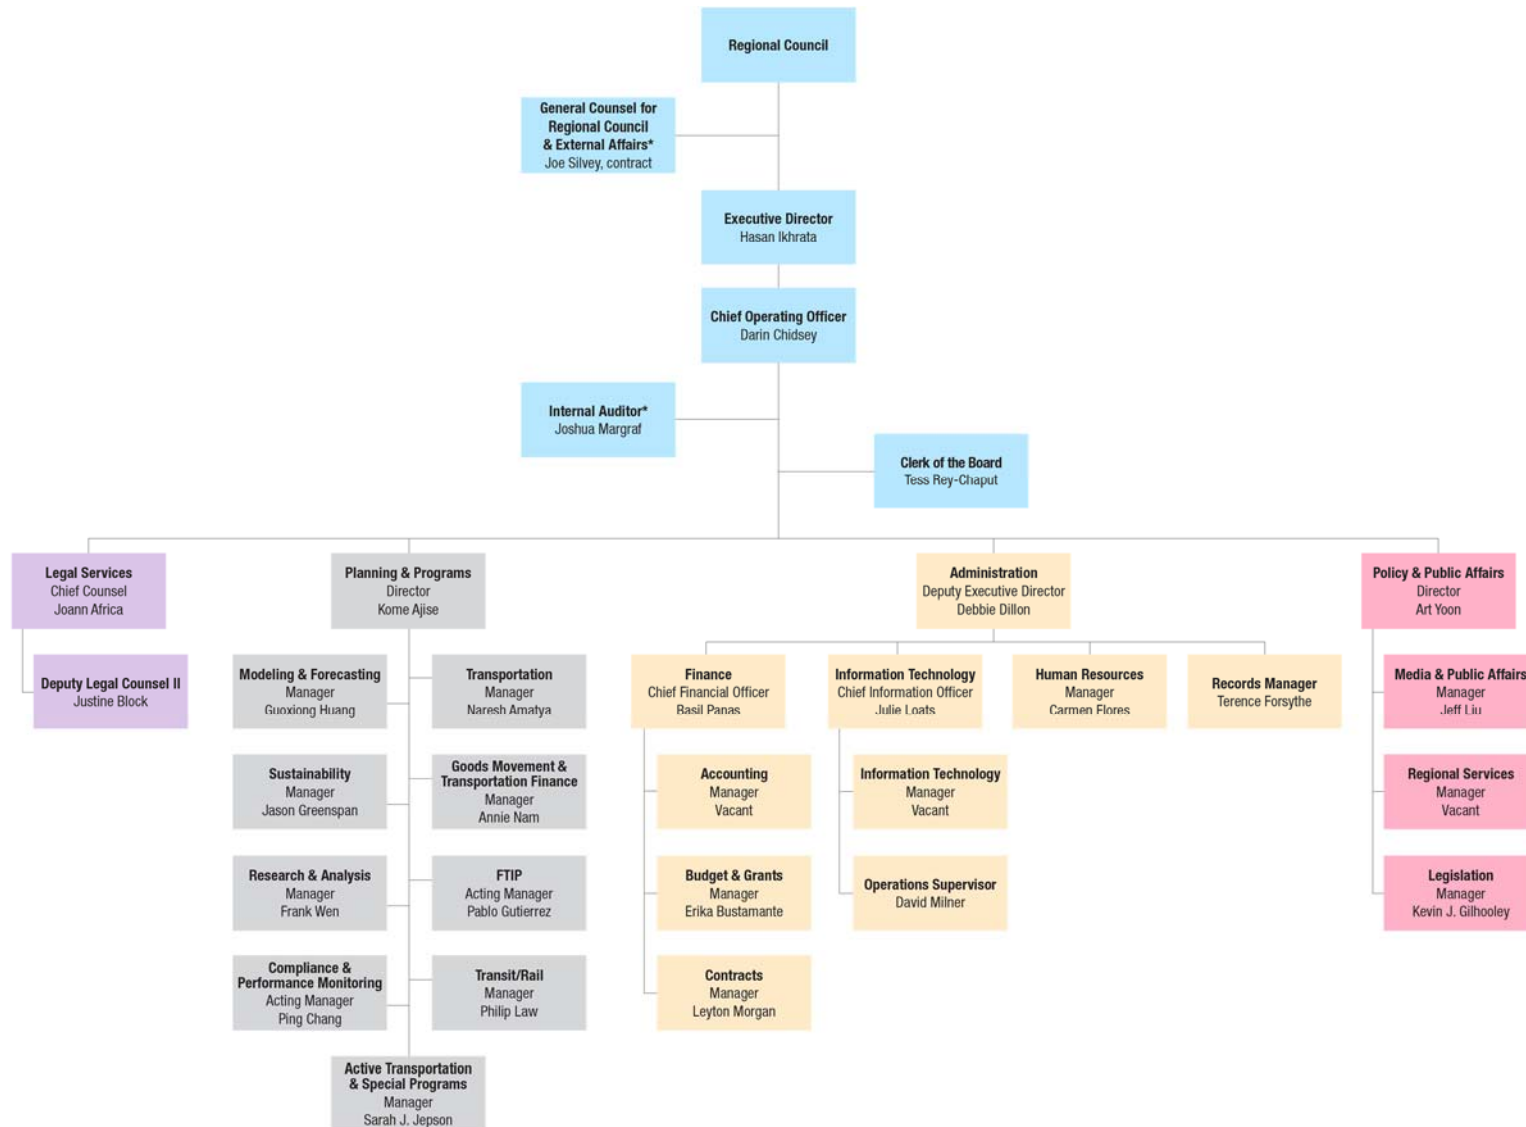 Regional Council
General Counsel for
Regional Council
& External Affairs*
Joe Silvey, contract
Executive Director
Hasan Ikhrata
Chief Operating Officer
Darin Chidsey
Internal Auditor*
Joshua Margraf
Clerk of the Board
Tess Rey-Chaput
Legal Services
Chief Counsel
Joann Africa
Deputy Legal Counsel II
Justine Block
Planning & Programs
Director
Kome Ajise
Modeling & Forecasting
Manager
Guoxiong Huang
Transportation
Manager
Naresh Amatya
Sustainability
Manager
Jason Greenspan
Goods Movement &
Transportation Finance
Manager
Annie Nam
Research & Analysis
Manager
Frank Wen
FTIP
Acting Manager
Pablo Gutierrez
Compliance &
Performance Monitoring
Acting Manager
Ping Chang
Transit/Rail
Manager
Philip Law
Active Transportation
& Special Programs
Manager
Sarah J. Jepson
Administration
Deputy Executive Director
Debbie Dillon
Finance
Chief Financial Officer
Basil Panas
Accounting
Manager
Vacant
Budget & Grants
Manager
Erika Bustamante
Contracts
Manager
Leyton Morgan
Information Technology
Chief Information Officer
Julie Loats
Information Technology
Manager
Vacant
Operations Supervisor
David Milner
Human Resources
Manager
Carmen Flores
Records Manager
Terence Forsythe
Policy & Public Affairs
Director
Art Yoon
Media & Public Affairs
Manager
Jeff Liu
Regional Services
Manager
Vacant
Legislation
Manager
Kevin J. Gilhooley